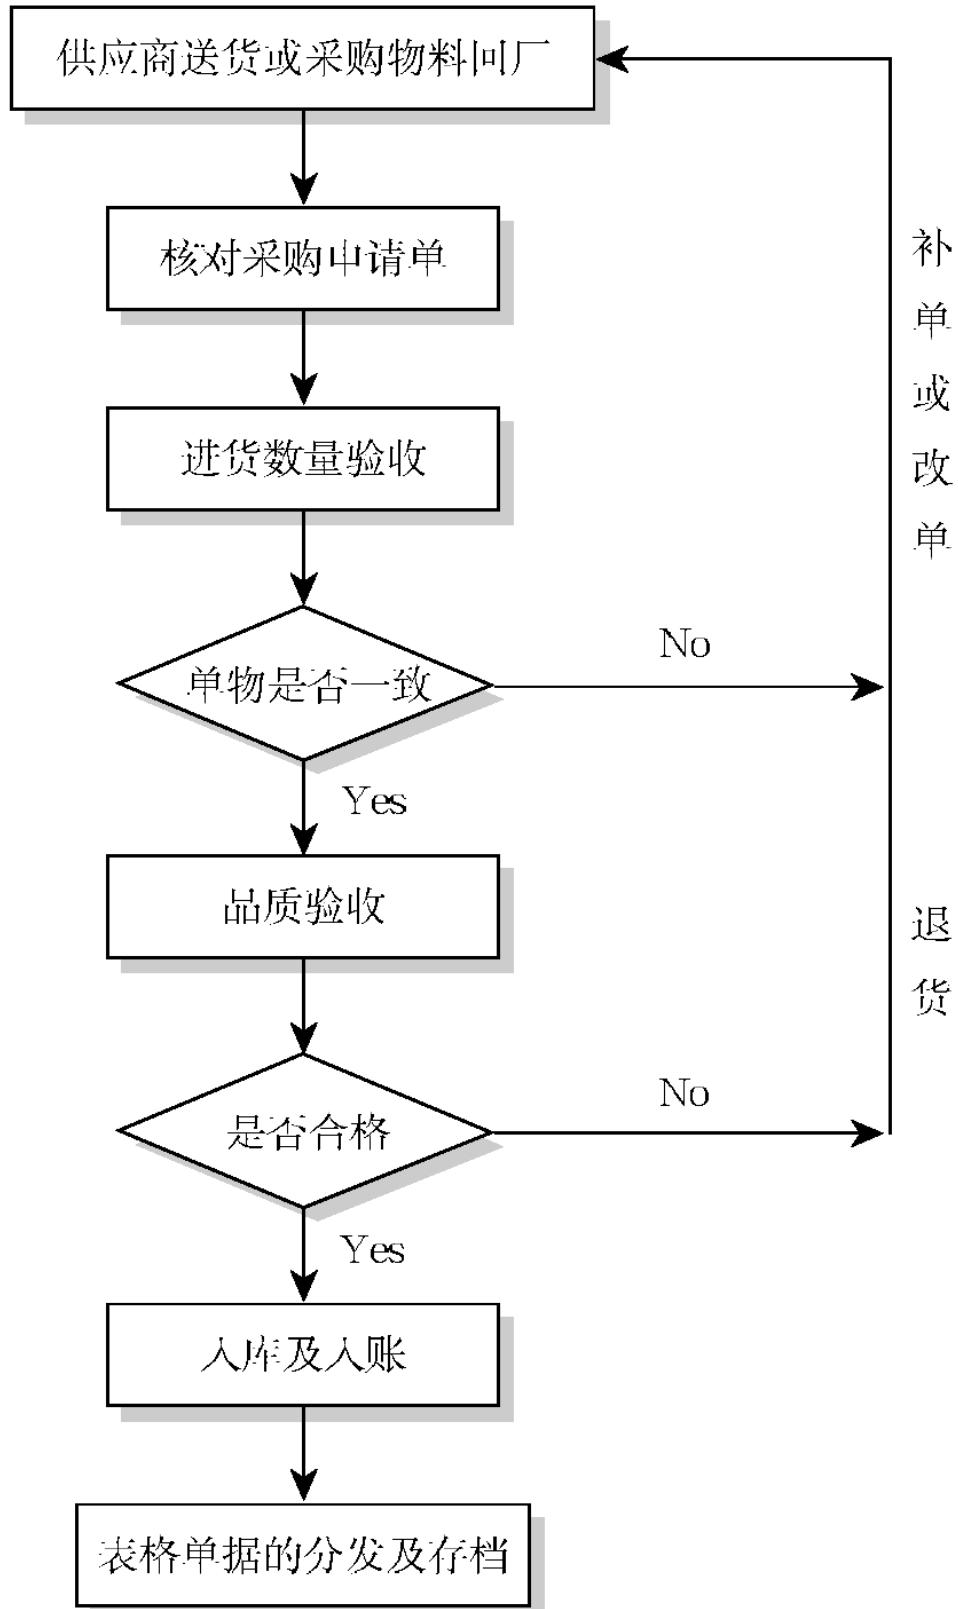 供应商送货或采购物料回厂
核对采购申请单
进货数量验收
单物是否一致
No
Yes
补单或改单
品质验收
是否合格
No
Yes
退货
入库及入账
表格单据的分发及存档